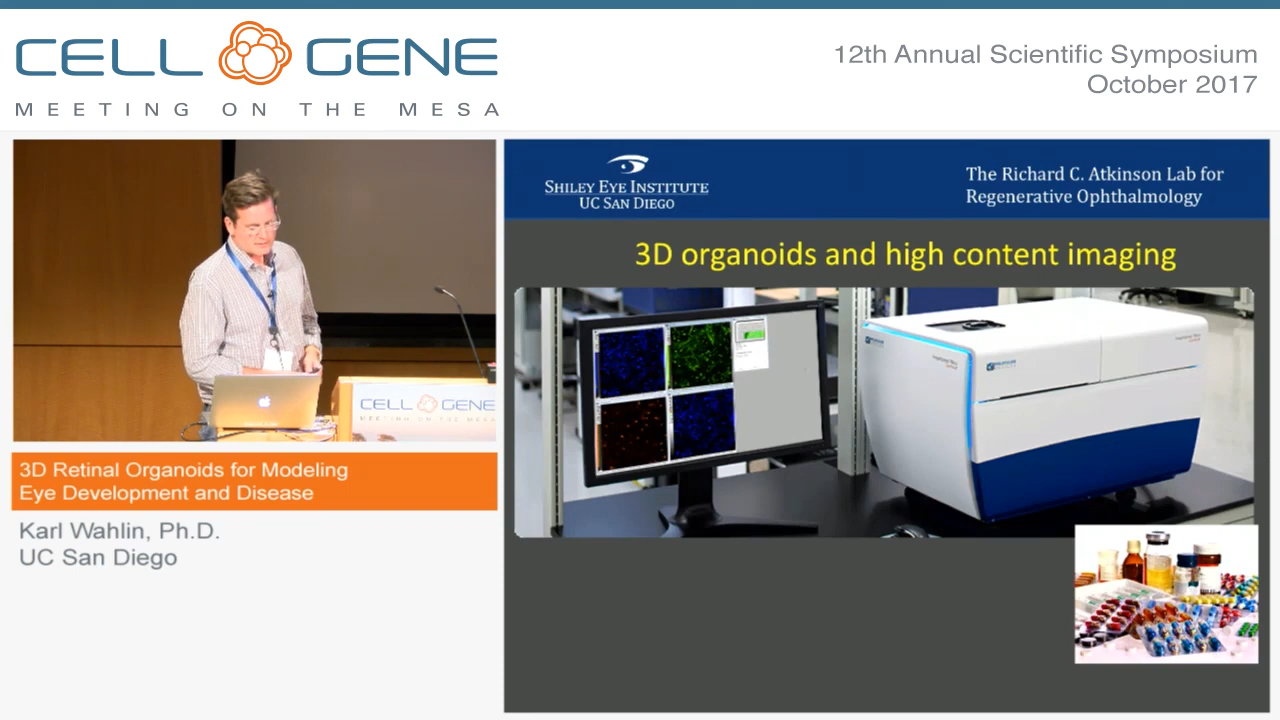 CELL GENE
MEETING ON THE MESA
12th Annual Scientific Symposium
October 2017
CELL GENE
MEETING ON THE MESA
3D Retinal Organoids for Modeling
Eye Development and Disease
Karl Wahlin, Ph.D.
UC San Diego
SHILEY EYE INSTITUTE
UC SAN DIEGO
The Richard C. Atkinson Lab for
Regenerative Ophthalmology
3D organoids and high content imaging